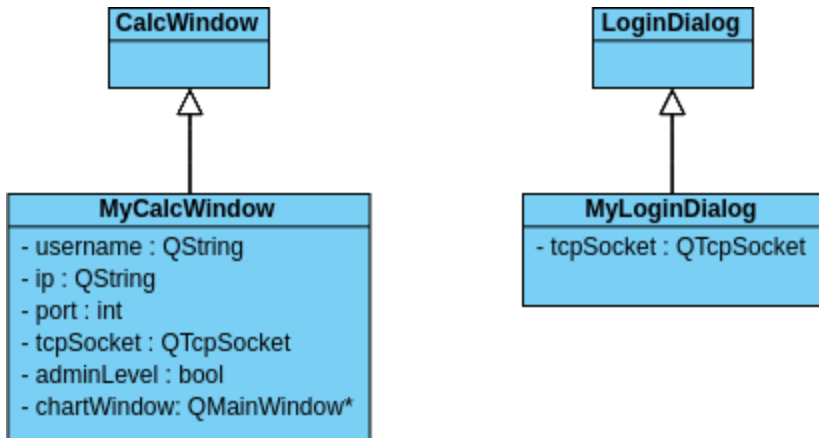 CalcWindow
LoginDialog
MyCalcWindow
- username : QString
- ip : QString
- port : int
- tcpSocket : QTcpSocket
- adminLevel : bool
- chartWindow: QMainWindow*
MyLoginDialog
- tcpSocket : QTcpSocket